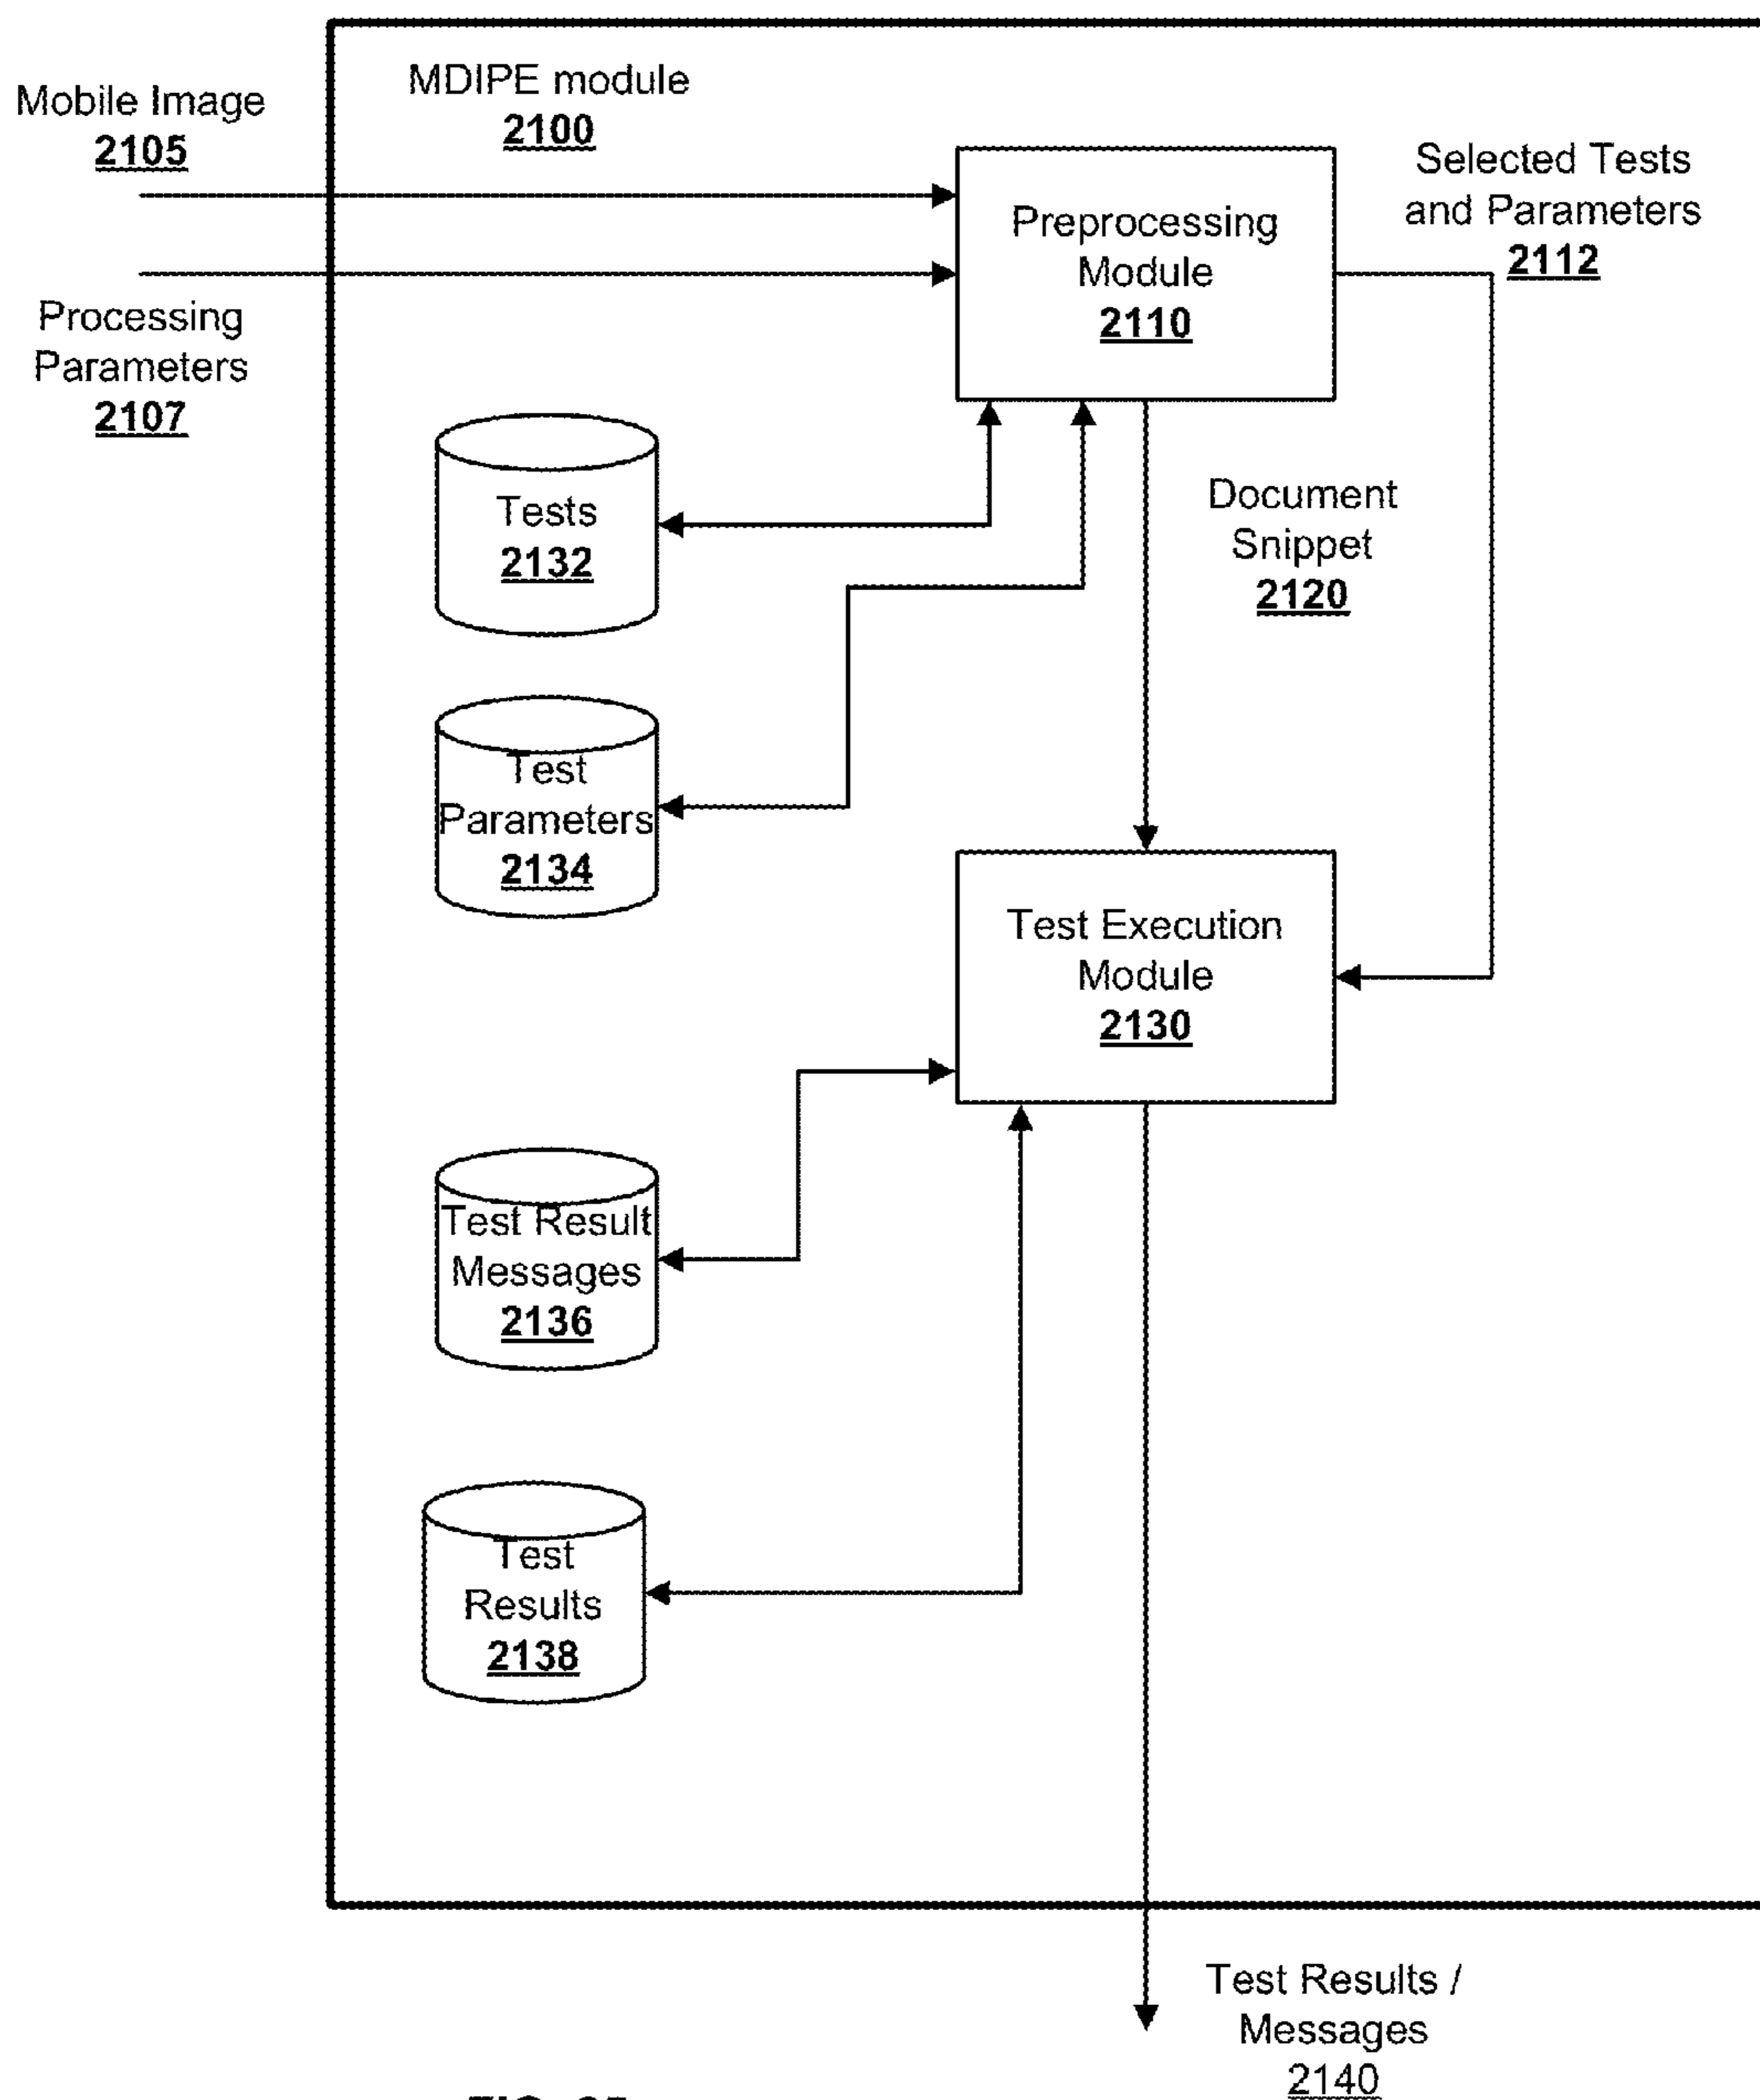 Mobile Image
2105
MDIPE module
2100
Processing
Parameters
2107
Preprocessing
Module
2110
Selected Tests
and Parameters
2112
Tests
2132
Document
Snippet
2120
Test
Parameters
2134
Test Execution
Module
2130
Test Result
Messages
2136
Test
Results
2138
Test Results /
Messages
2140